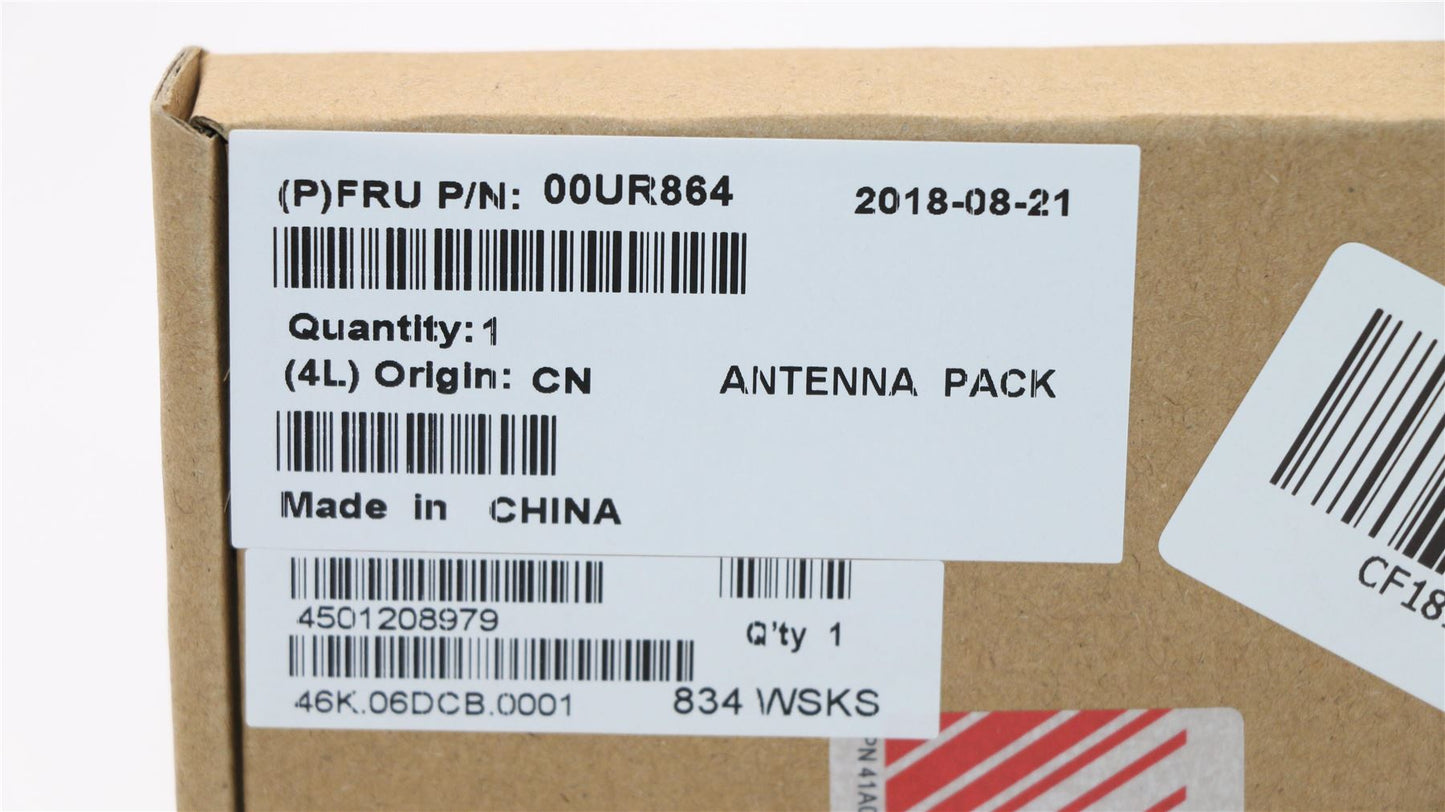 (P)FRU P/N: 00UR864 2018-08-21
Quantity: 1
(4L) Origin: CN ANTENNA PACK
Made in CHINA
4501208979
Q'ty 1
46K.06DCB.0001 834 WSKS